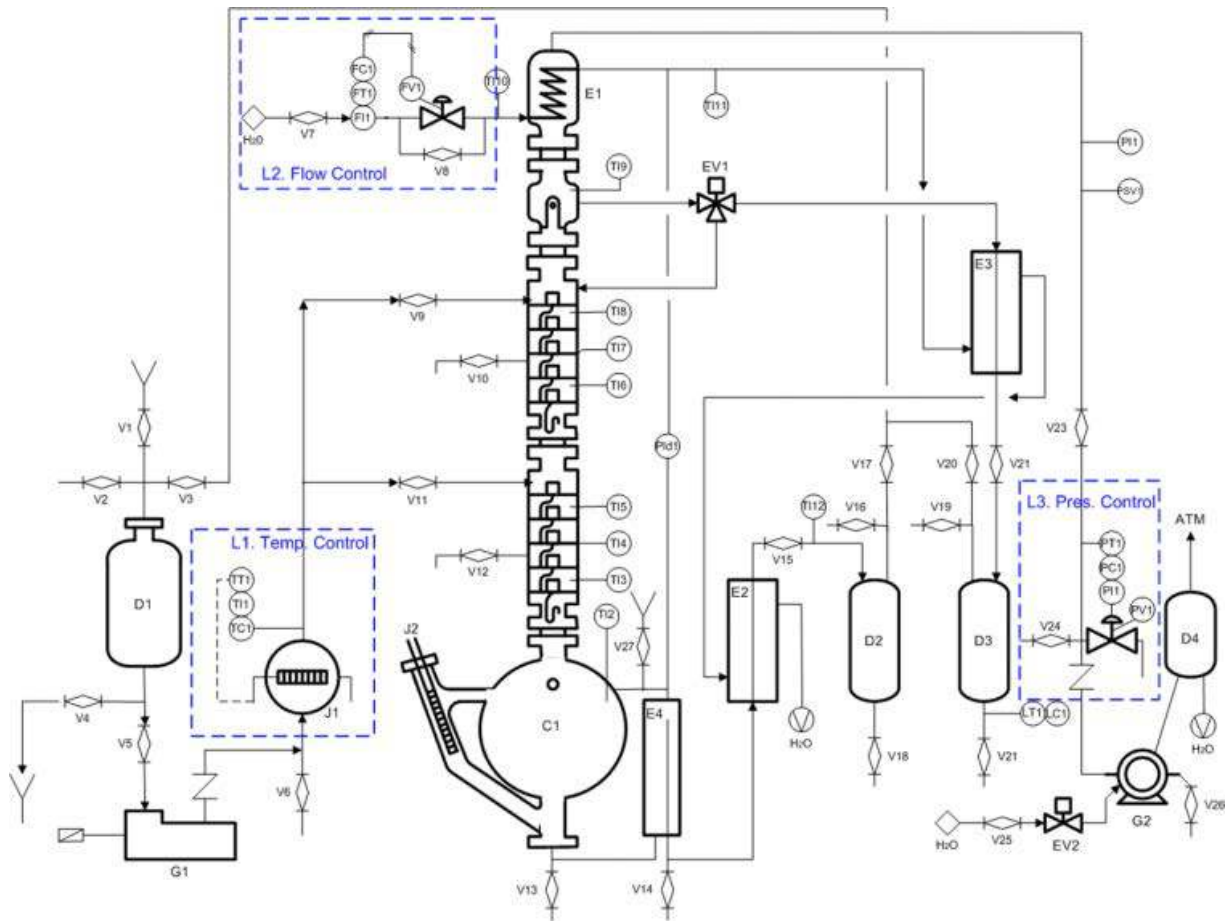 FC1
FT1
FI1
FV1
TI10
H20
V7
V8
L2. Flow Control
E1
TI11
PI1
PSV1
TI9
EV1
E3
V9
TI8
TI7
TI6
V10
V1
V2
V3
V11
PId1
V17
V20
V21
V23
TI5
TI4
TI3
V12
TI12
V16
V19
V15
L3. Pres. Control
ATM
L1. Temp. Control
TT1
TI1
TC1
D1
PT1
PC1
PI1
PV1
V24
D4
J2
TI2
V27
E2
D2
D3
C1
E4
J1
V4
V5
V6
LT1
LC1
H2O
H2O
V18
V21
G2
V26
H2O
V25
EV2
G1
V13
V14